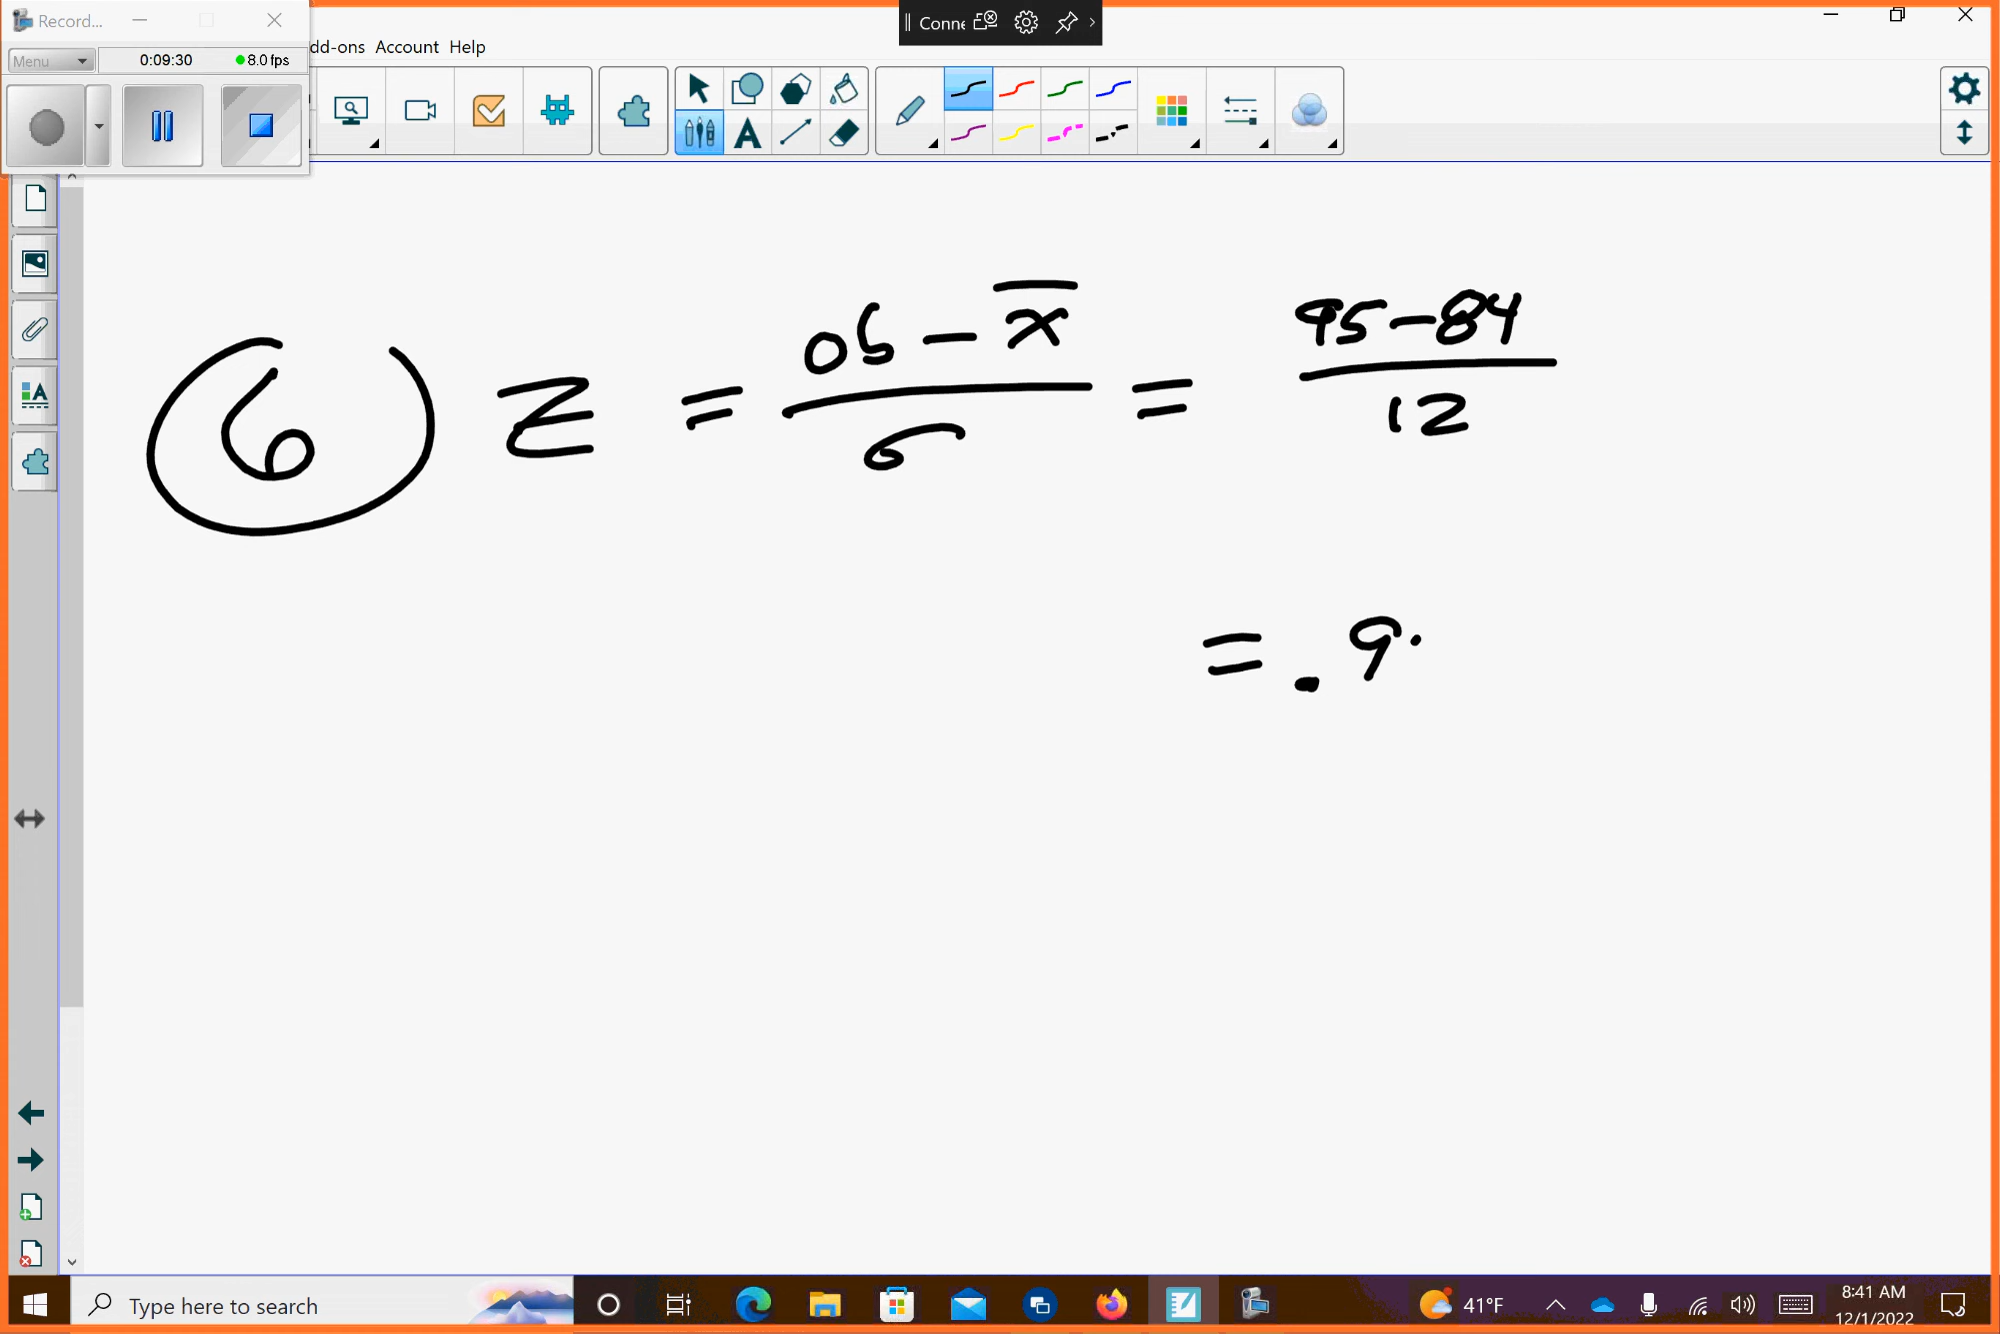 Record...
Conne
Menu 0:09:30 8.0 fps
dd-ons Account Help
6 Z = ob - x̄ / σ = 95-84 / 12
= .9
Type here to search
41°F
8:41 AM
12/1/2022